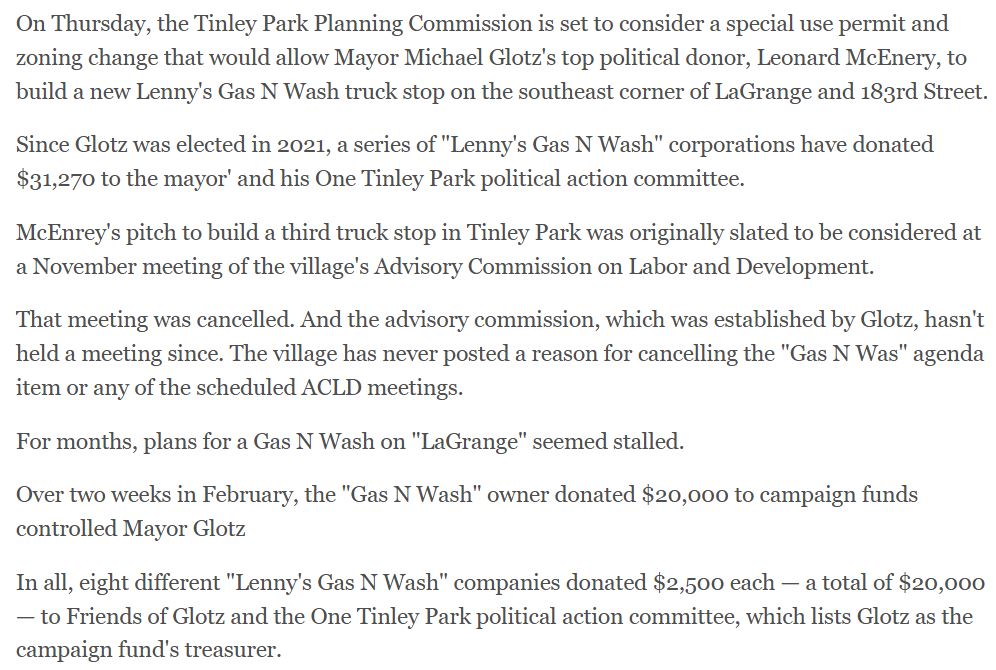 On Thursday, the Tinley Park Planning Commission is set to consider a special use permit and
zoning change that would allow Mayor Michael Glotz's top political donor, Leonard McEnery, to
build a new Lenny's Gas N Wash truck stop on the southeast corner of LaGrange and 183rd Street.
Since Glotz was elected in 2021, a series of "Lenny's Gas N Wash" corporations have donated
$31,270 to the mayor' and his One Tinley Park political action committee.
McEnrey's pitch to build a third truck stop in Tinley Park was originally slated to be considered at
a November meeting of the village's Advisory Commission on Labor and Development.
That meeting was cancelled. And the advisory commission, which was established by Glotz, hasn't
held a meeting since. The village has never posted a reason for cancelling the "Gas N Was" agenda
item or any of the scheduled ACLD meetings.
For months, plans for a Gas N Wash on "LaGrange" seemed stalled.
Over two weeks in February, the "Gas N Wash" owner donated $20,000 to campaign funds
controlled Mayor Glotz
In all, eight different "Lenny's Gas N Wash" companies donated $2,500 each — a total of $20,000
— to Friends of Glotz and the One Tinley Park political action committee, which lists Glotz as the
campaign fund's treasurer.